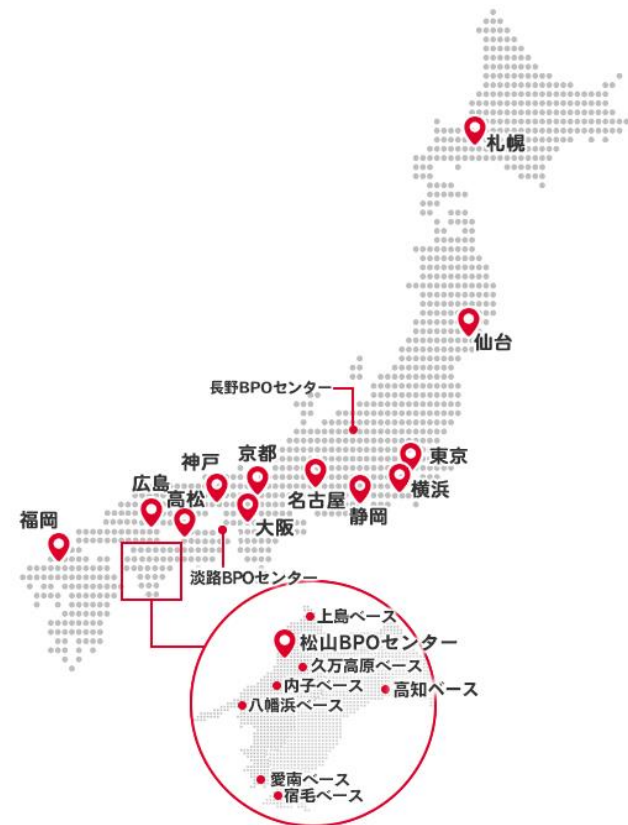 札幌
仙台
長野BPOセンター
東京
横浜
静岡
名古屋
京都
神戸
大阪
高松
広島
福岡
淡路BPOセンター
上島ベース
松山BPOセンター
久万高原ベース
内子ベース
高知ベース
八幡浜ベース
愛南ベース
宿毛ベース